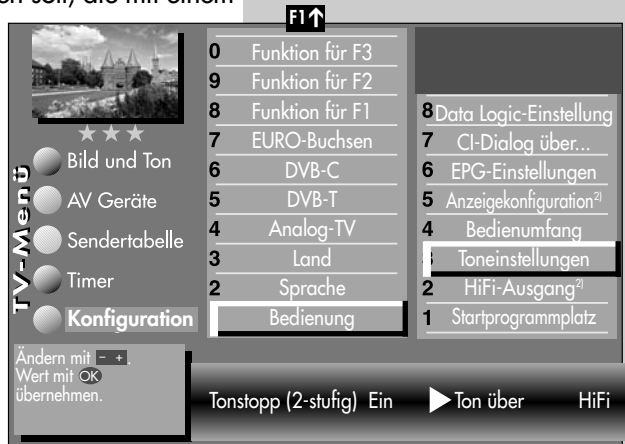 en soll, die mit einem
F1↑
TV-Menü
Bild und Ton
AV Geräte
Sendertabelle
Timer
Konfiguration
0 Funktion für F3
9 Funktion für F2
8 Funktion für F1
7 EURO-Buchsen
6 DVB-C
5 DVB-T
4 Analog-TV
3 Land
2 Sprache
Bedienung
8 Data Logic-Einstellung
7 CI-Dialog über...
6 EPG-Einstellungen
5 Anzeigekonfiguration2)
4 Bedienumfang
3 Toneinstellungen
2 HiFi-Ausgang2)
1 Startprogrammplatz
Ändern mit - +.
Wert mit OK
übernehmen.
Tonstopp (2-stufig) Ein ▶Ton über HiFi